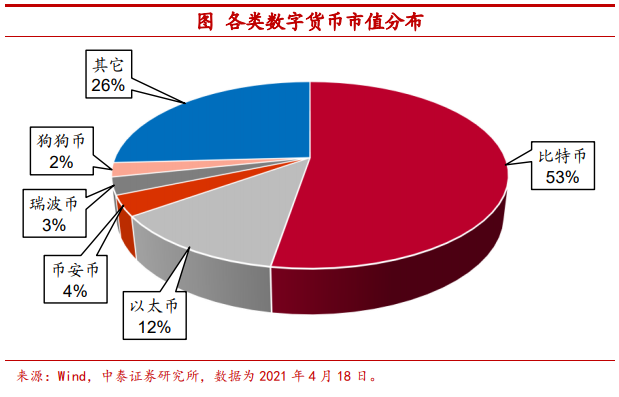 图 各类数字货币市值分布
其它
26%
狗狗币
2%
瑞波币
3%
币安币
4%
以太币
12%
比特币
53%
来源：Wind，中泰证券研究所，数据为 2021 年 4 月 18 日。